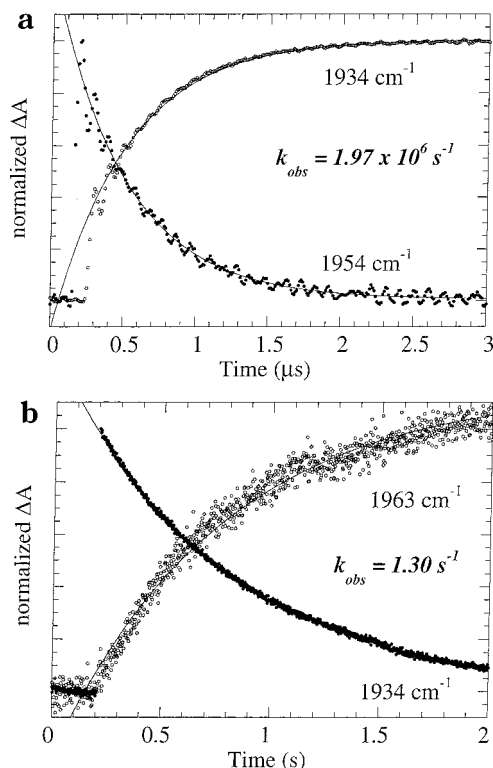 a
normalized ΔA
1934 cm⁻¹
k_obs = 1.97 x 10⁶ s⁻¹
1954 cm⁻¹
0 0.5 1 1.5 2 2.5 3
Time (μs)
b
normalized ΔA
1963 cm⁻¹
k_obs = 1.30 s⁻¹
1934 cm⁻¹
0 0.5 1 1.5 2
Time (s)